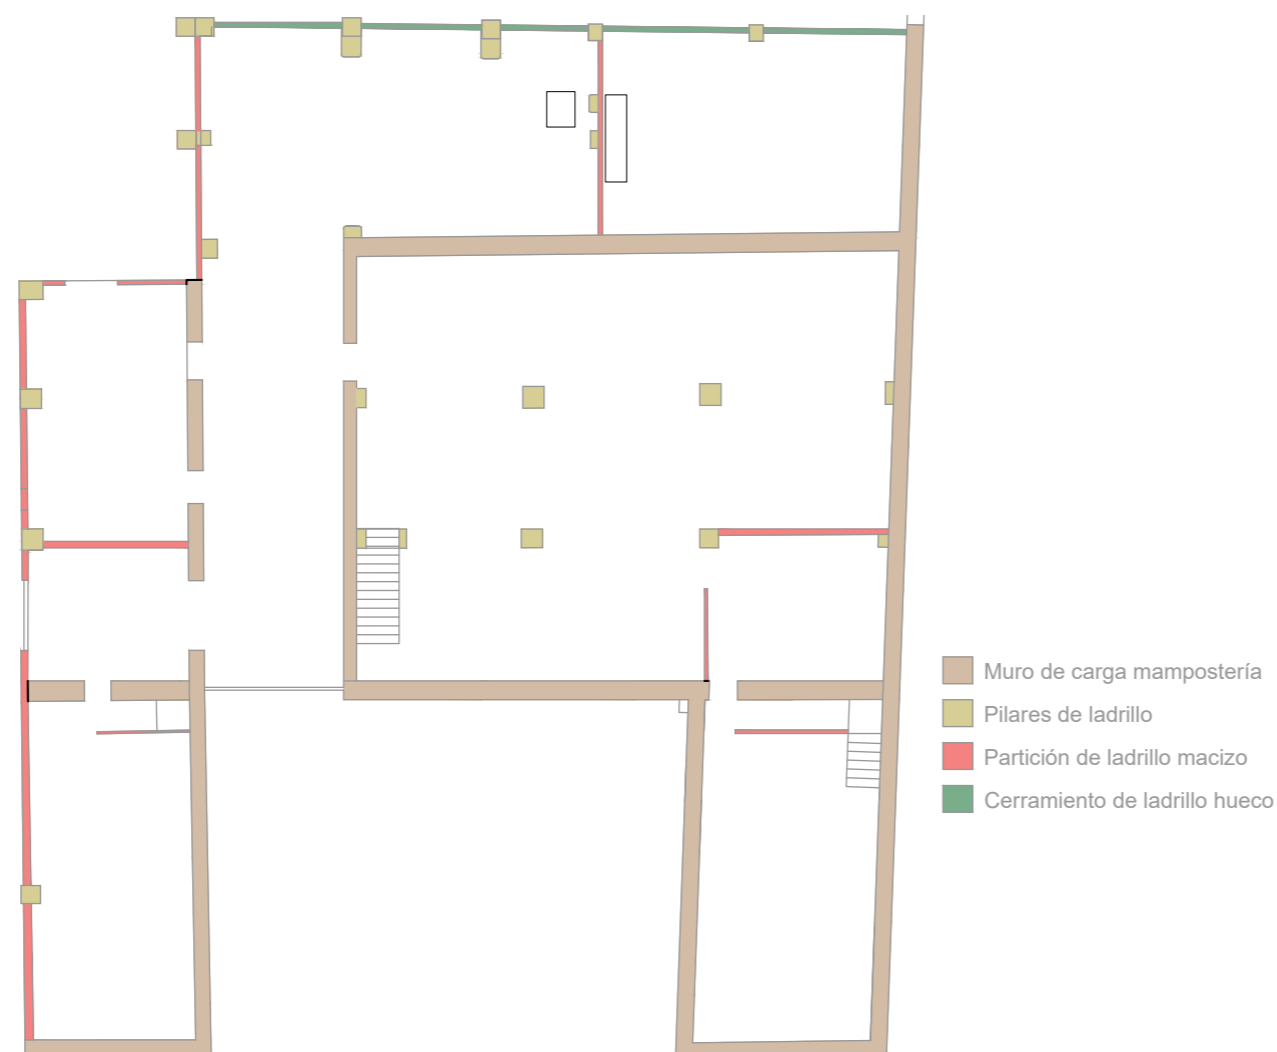 Muro de carga mampostería
Pilares de ladrillo
Partición de ladrillo macizo
Cerramiento de ladrillo hueco